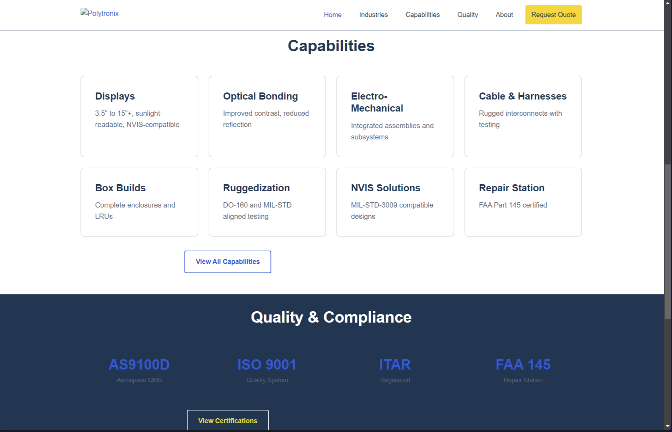 Polytronix
Home Industries Capabilities Quality About Request Quote
Capabilities
Displays
3.5" to 15"+, sunlight-
readable, NVIS-compatible
Optical Bonding
Improved contrast, reduced
reflection
Electro-
Mechanical
Integrated assemblies and
subsystems
Cable & Harnesses
Rugged interconnects with
testing
Box Builds
Complete enclosures and
LRUs
Ruggedization
DO-160 and MIL-STD
aligned testing
NVIS Solutions
MIL-STD-3009 compatible
designs
Repair Station
FAA Part 145 certified
View All Capabilities
Quality & Compliance
AS9100D
Aerospace QMS
ISO 9001
Quality System
ITAR
Registered
FAA 145
Repair Station
View Certifications